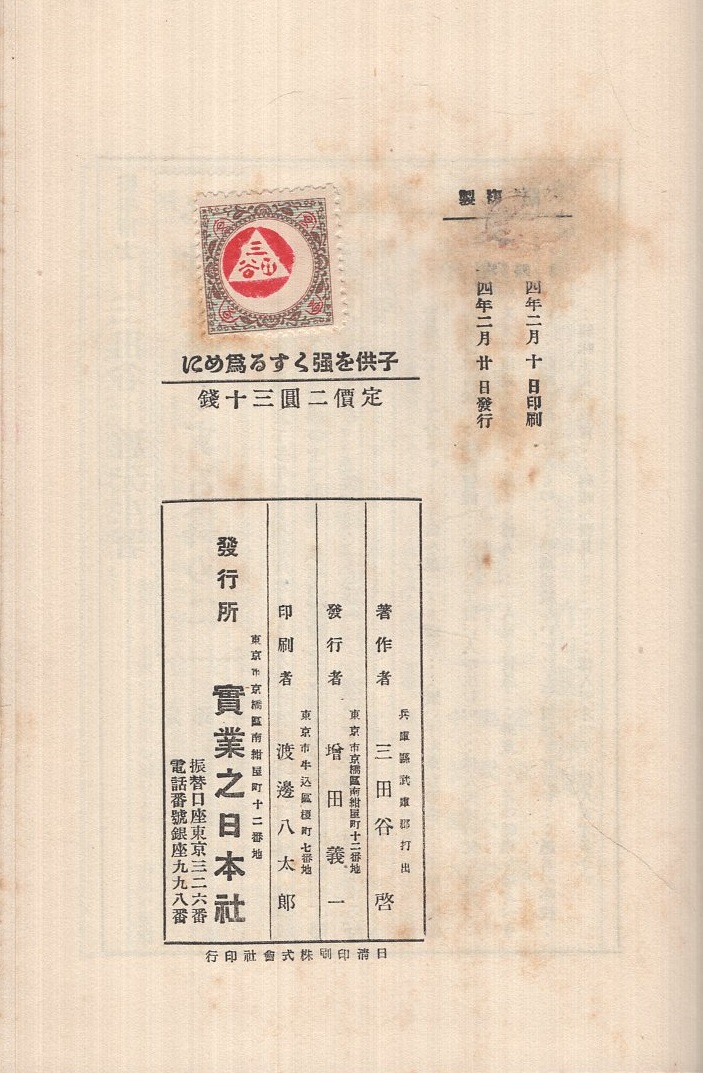 複製
四年二月十日印刷
四年二月廿日發行
三田谷
子供を强くする爲めに
定價二圓三十錢
兵庫縣武庫郡打出
著作者 三田谷 啓
東京市京橋區南紺屋町十二番地
發行者 增田義一
東京市牛込區榎町七番地
印刷者 渡邊八太郞
東京市京橋區南紺屋町十二番地
發行所 實業之日本社
振替口座東京三二六番
電話番號銀座九九八番
日淸印刷株式會社印行